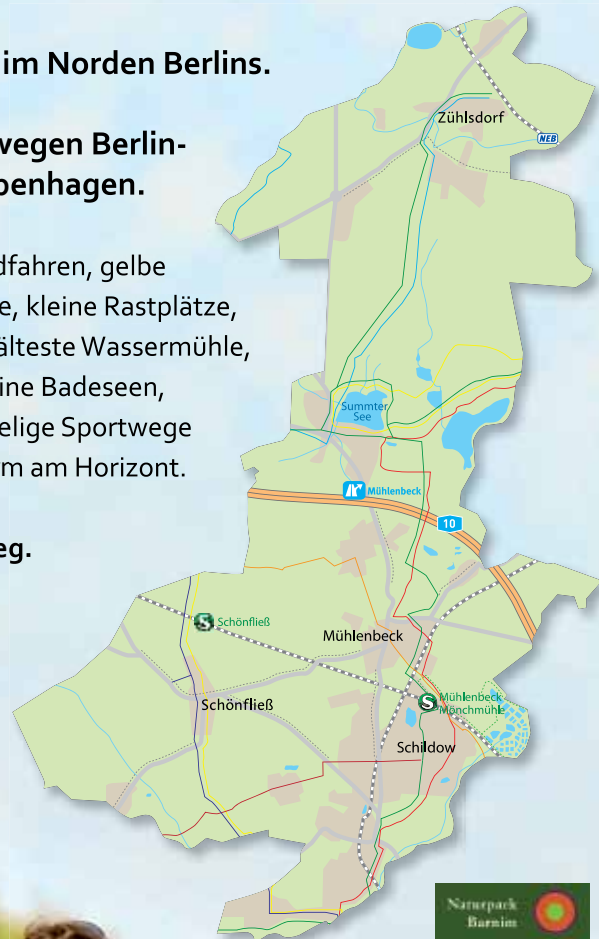 im Norden Berlins.
wegen Berlin-
penhagen.
dfahren, gelbe
e, kleine Rastplätze,
älteste Wassermühle,
ine Badeseen,
elige Sportwege
rm am Horizont.
eg.
Zühlsdorf
NEB
Summter
See
Mühlenbeck
10
S Schönfließ
Mühlenbeck
Schönfließ
S Mühlenbeck
Mönchmühle
Schildow
Naturpark
Barnim